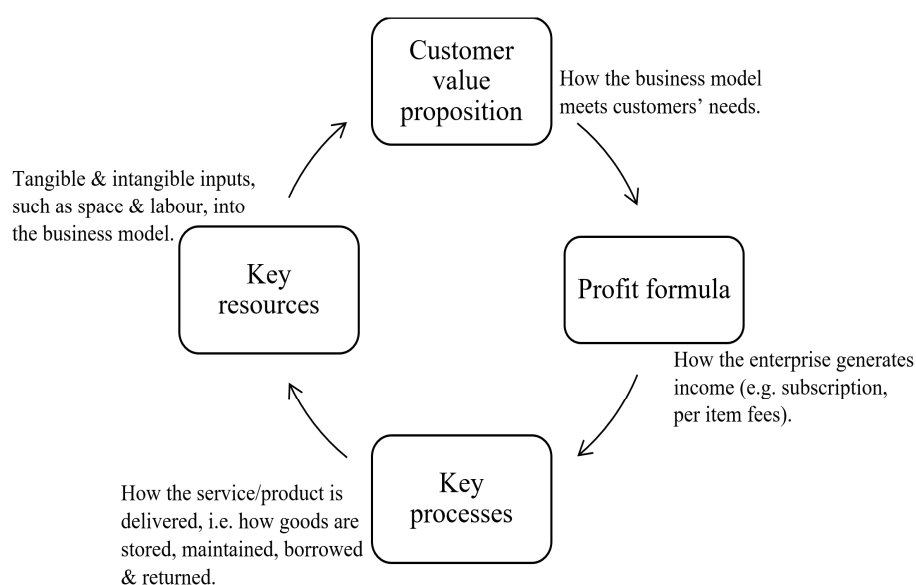 Customer
value
proposition
How the business model
meets customers’ needs.
Profit formula
How the enterprise generates
income (e.g. subscription,
per item fees).
Key
processes
How the service/product is
delivered, i.e. how goods are
stored, maintained, borrowed
& returned.
Key
resources
Tangible & intangible inputs,
such as space & labour, into
the business model.